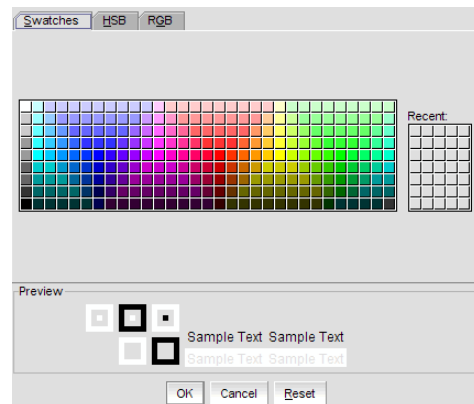 Swatches HSB RGB
Recent:
Preview
Sample Text Sample Text
Sample Text Sample Text
OK Cancel Reset